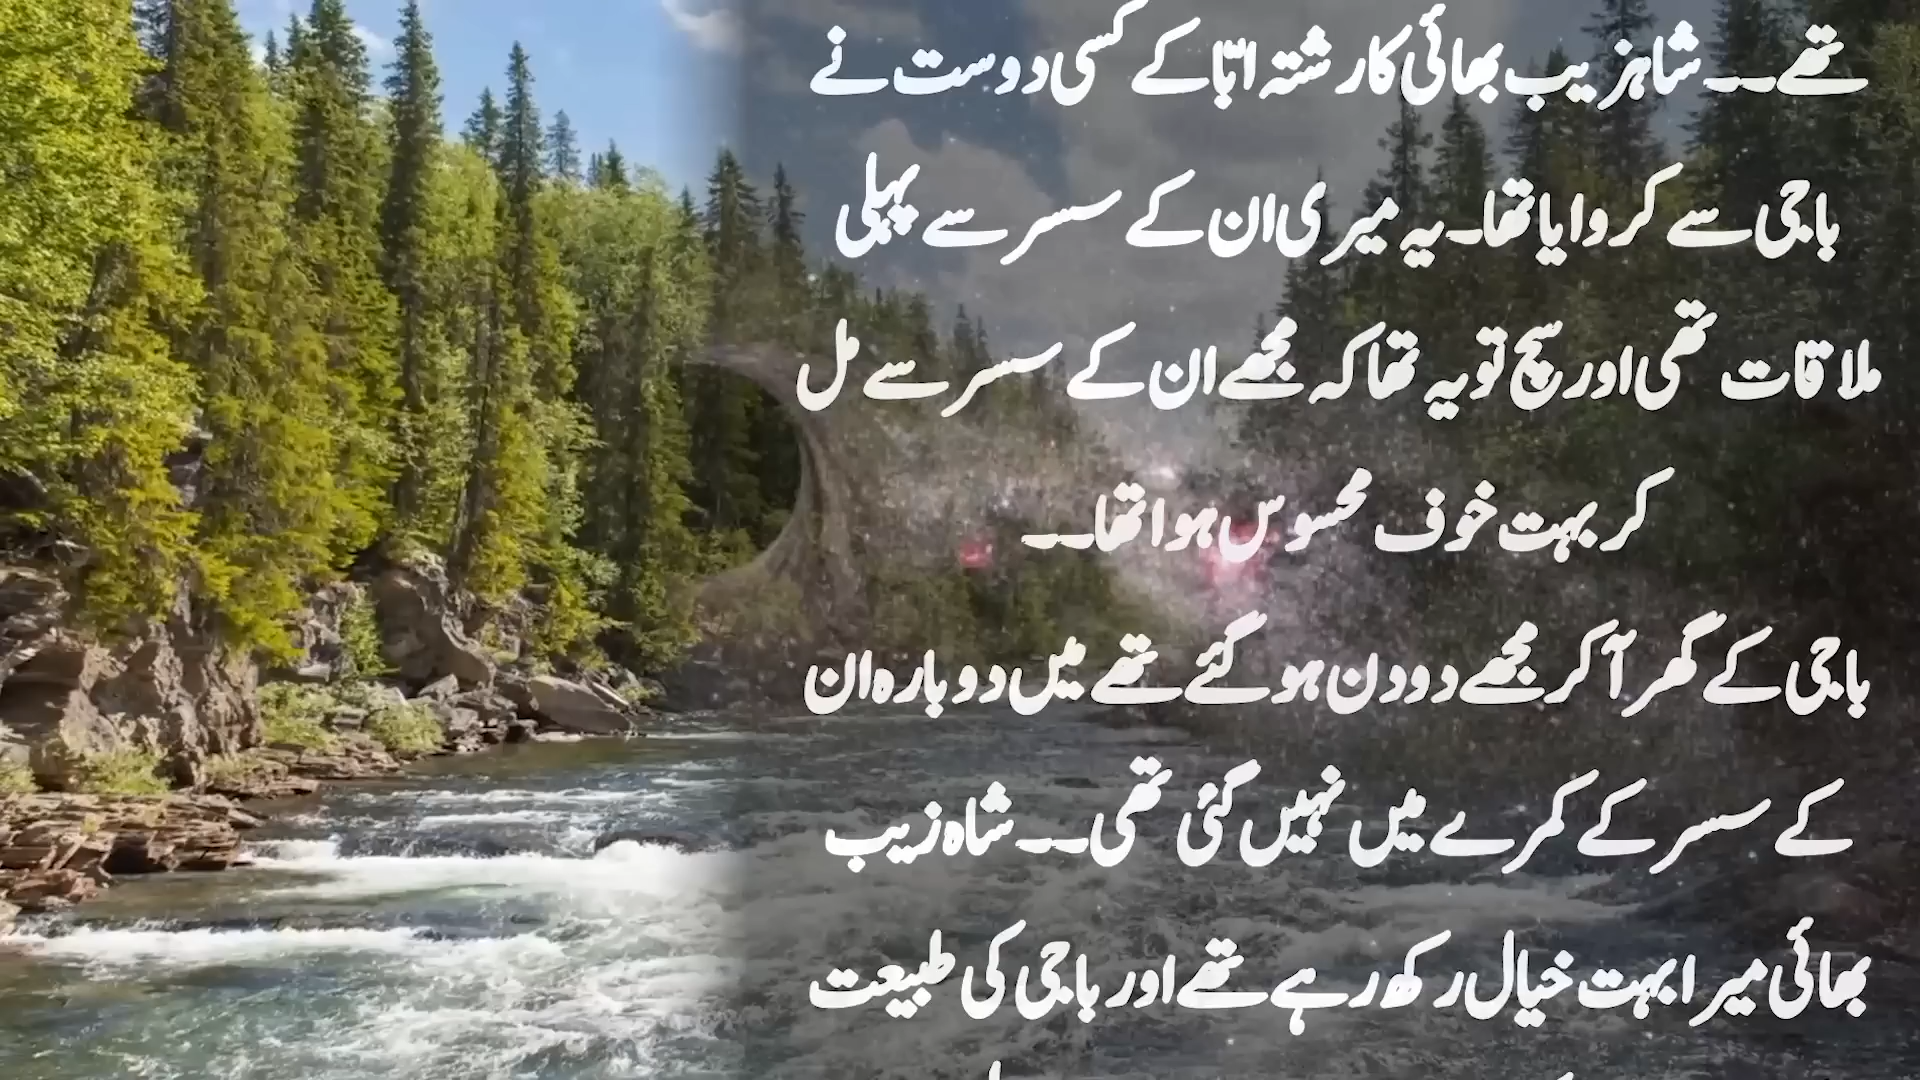 تھے۔۔ شاہزیب بھائی کا رشتہ ابّا کے کسی دوست نے
باجی سے کروایا تھا۔ یہ میری ان کے سسر سے پہلی
ملاقات تھی اور سچ تو یہ تھا کہ مجھے ان کے سسر سے مل
کر بہت خوف محسوس ہوا تھا۔۔
باجی کے گھر آ کر مجھے دو دن ہو گئے تھے میں دوبارہ ان
کے سسر کے کمرے میں نہیں گئی تھی۔۔ شاہ زیب
بھائی میرا بہت خیال رکھ رہے تھے اور باجی کی طبیعت